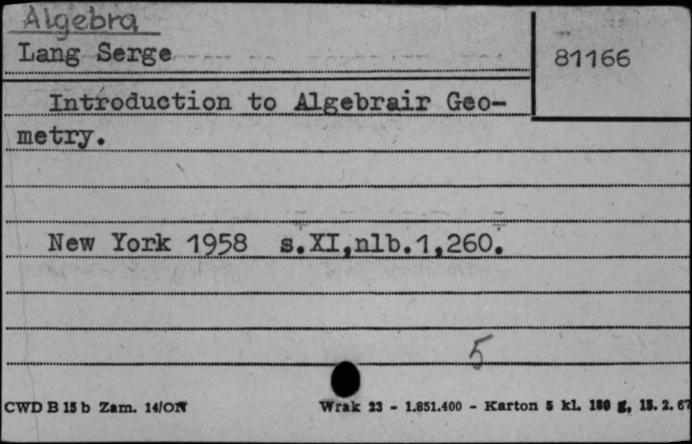 Algebra
Lang Serge
81166
Introduction to Algebrair Geo-
metry.
New York 1958 s.XI,nlb.1,260.
5
CWD B 15 b Zam. 14/ON Wrak 23 - 1.851.400 - Karton 5 kl. 180 g, 15. 2. 67